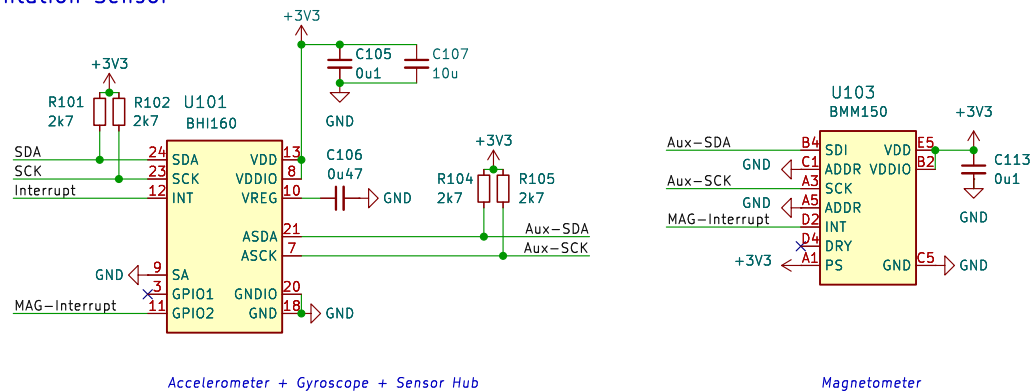 ntation Sensor
+3V3
C105
0u1
C107
10u
GND
+3V3
R101
2k7
R102
2k7
U101
BHI160
SDA
SCK
Interrupt
24 SDA
23 SCK
12 INT
VDD 13
VDDIO 8
VREG 10
C106
0u47
GND
+3V3
R104
2k7
R105
2k7
ASDA 21
ASCK 7
Aux-SDA
Aux-SCK
GND
9 SA
3 GPIO1
11 GPIO2
MAG-Interrupt
GNDIO 20
GND 18
GND
U103
BMM150
+3V3
Aux-SDA
B4 SDI
GND
C1 ADDR
Aux-SCK
A3 SCK
GND
A5 ADDR
MAG-Interrupt
D2 INT
D4 DRY
+3V3
A1 PS
VDD E5
VDDIO B2
C113
0u1
GND
GND C5
GND
Accelerometer + Gyroscope + Sensor Hub
Magnetometer